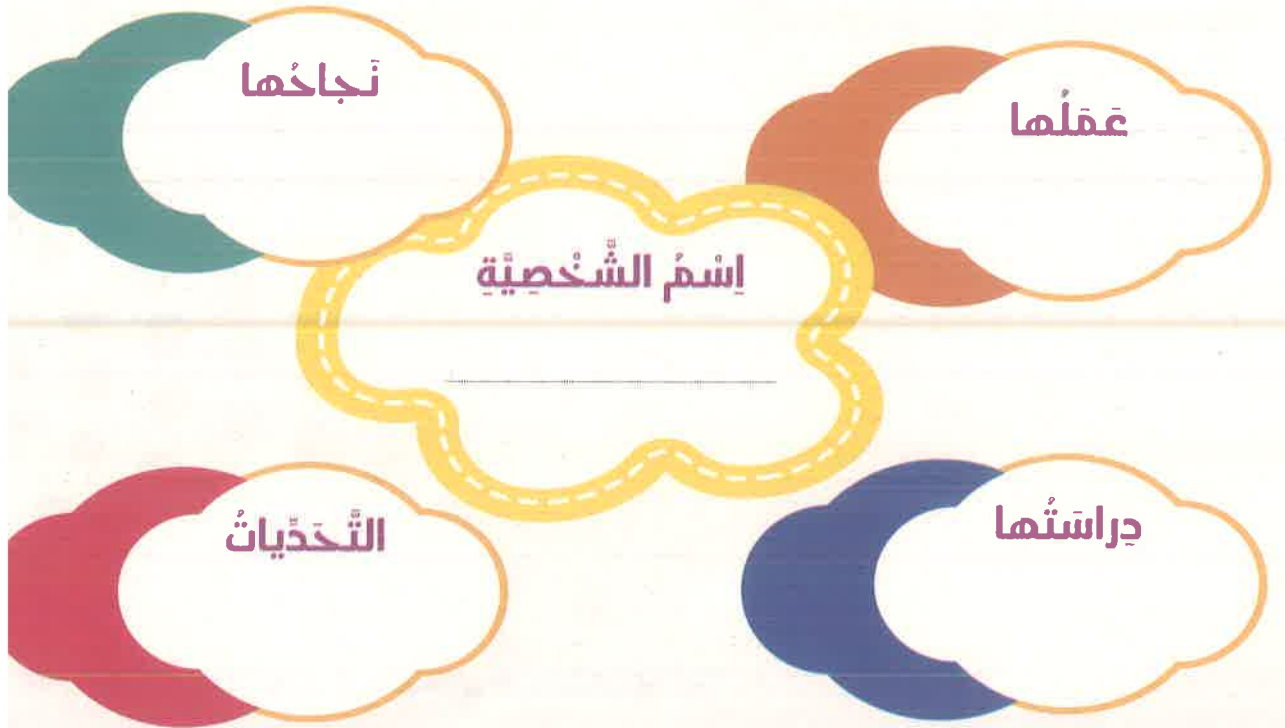 عَمَلُها
نَجاحُها
اِسْمُ الشَّخْصِيَّةِ
دِراسَتُها
التَّحَدِّياتُ